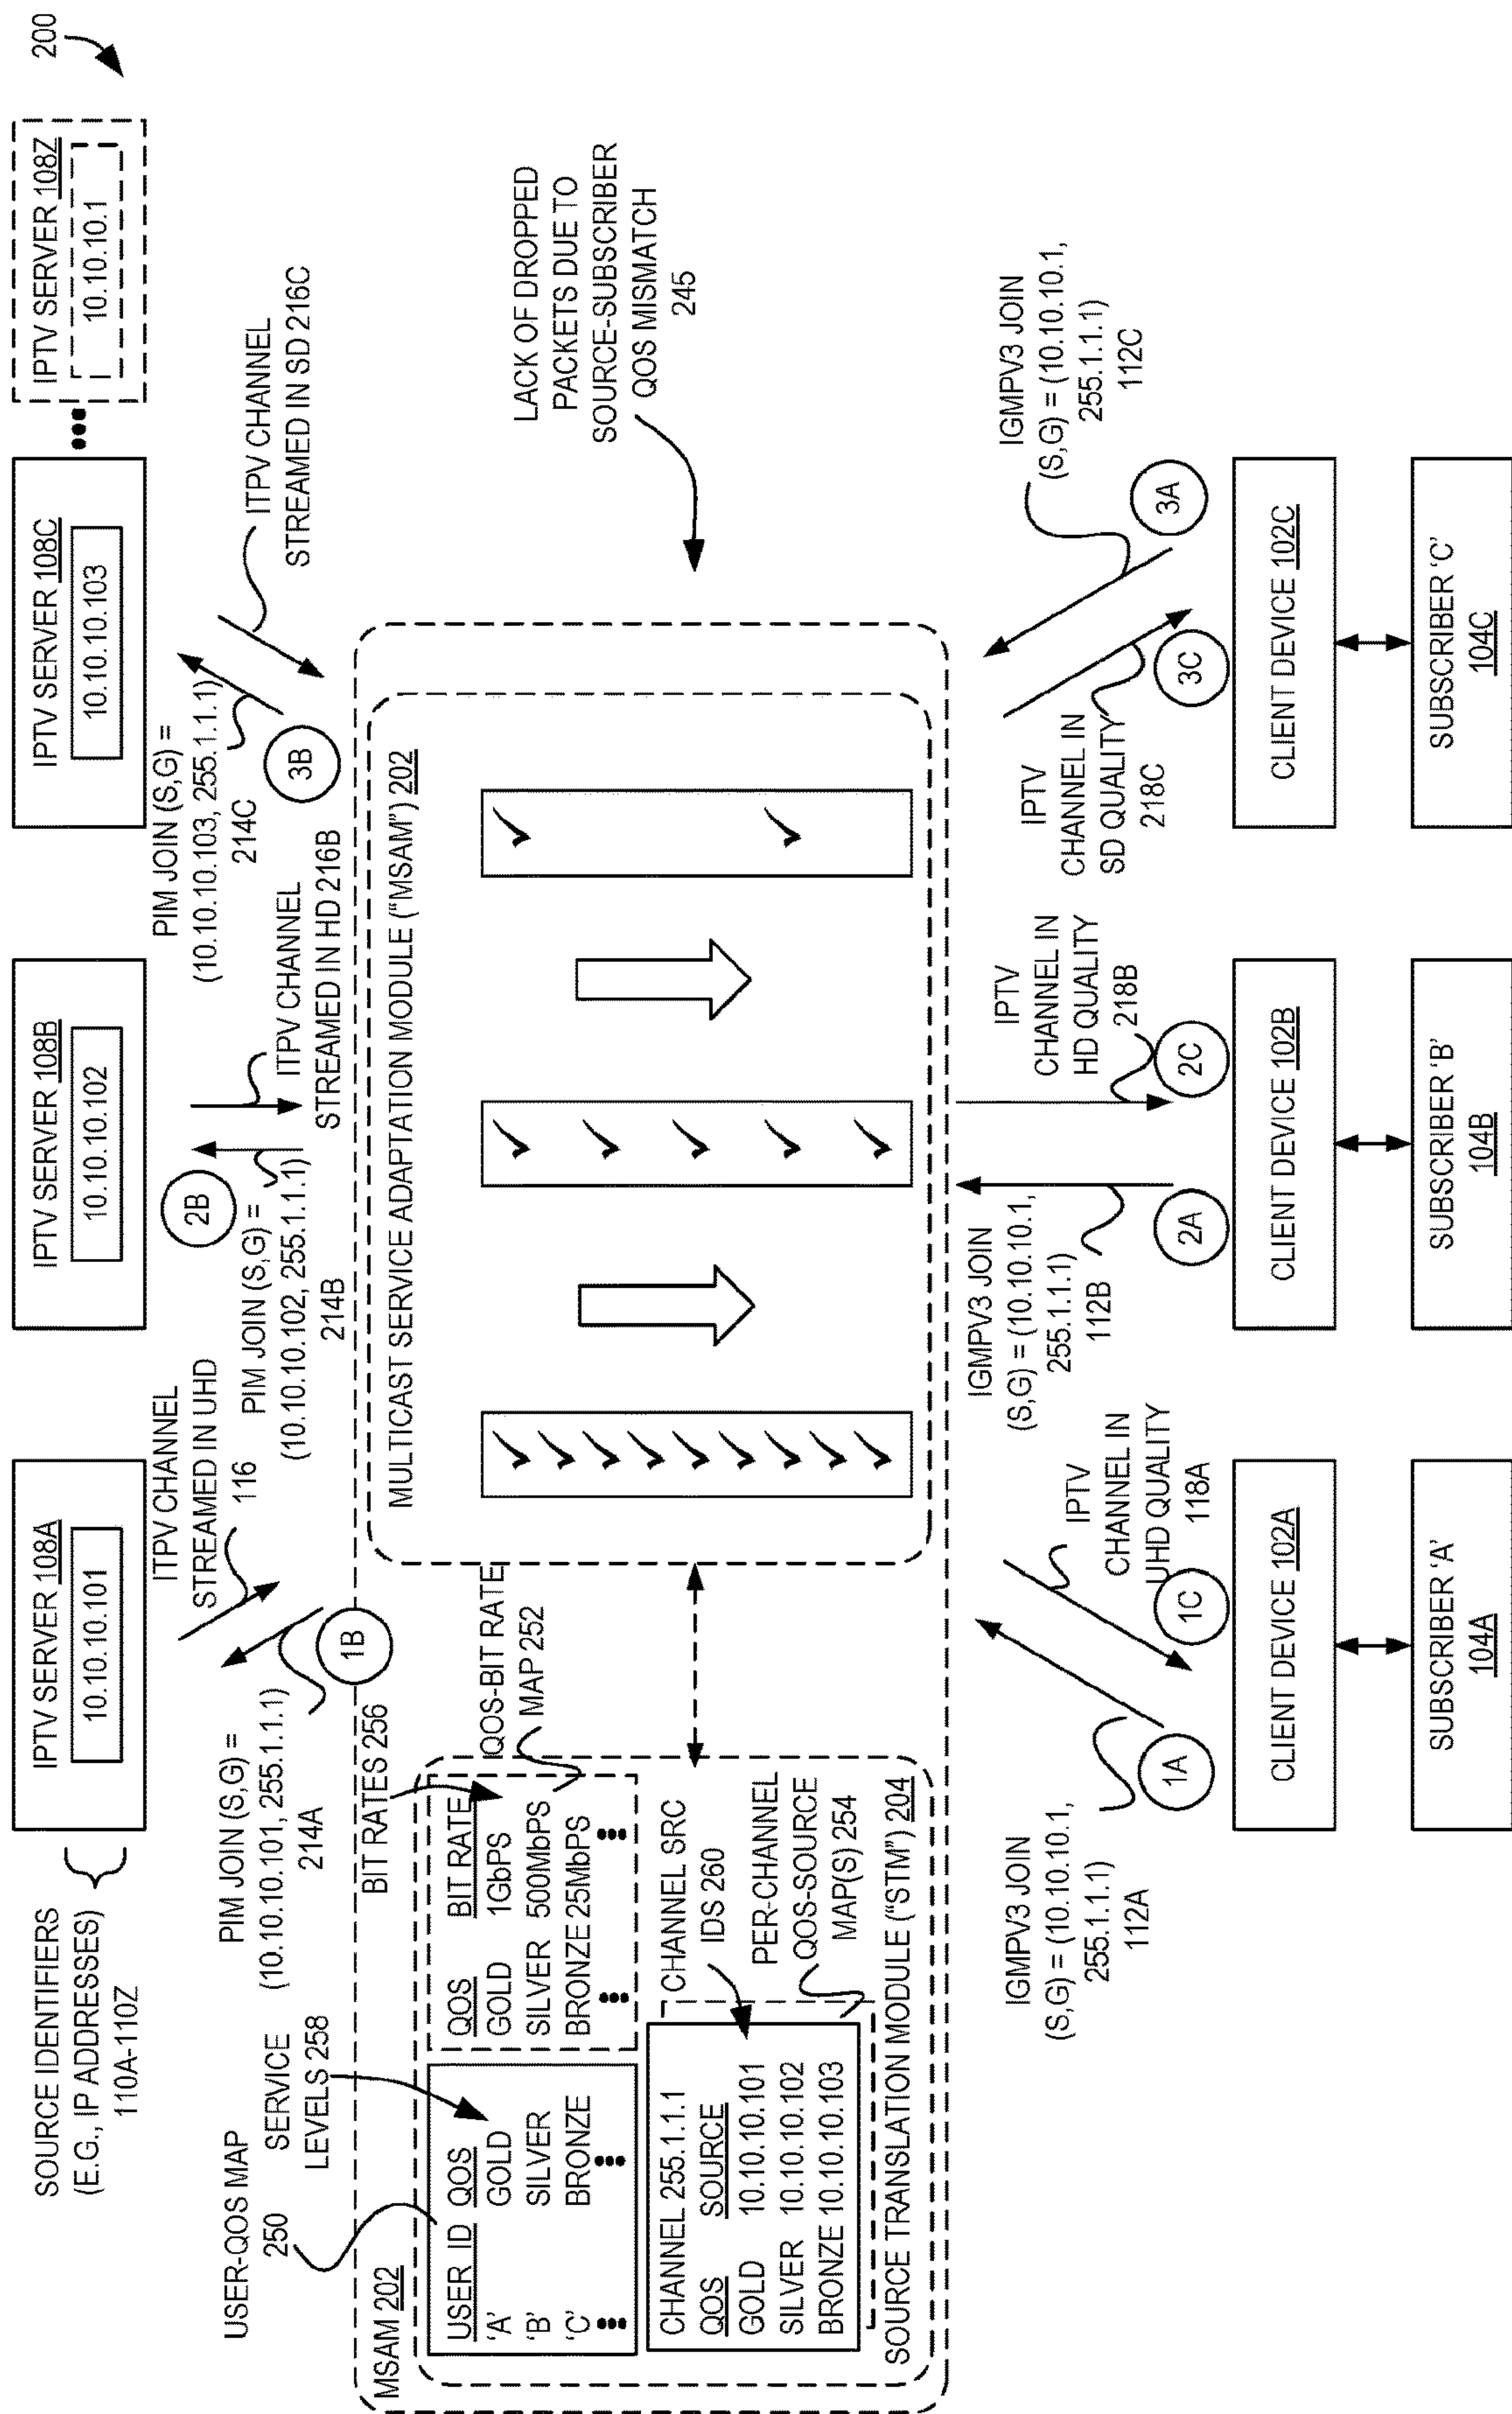 200
SOURCE IDENTIFIERS
(E.G., IP ADDRESSES)
110A-110Z
IPTV SERVER 108A
10.10.10.101
IPTV SERVER 108B
10.10.10.102
IPTV SERVER 108C
10.10.10.103
IPTV SERVER 108Z
10.10.10.1
PIM JOIN (S,G) =
(10.10.10.101, 255.1.1.1)
214A
1B
ITPV CHANNEL
STREAMED IN UHD
116
PIM JOIN (S,G) =
(10.10.10.102, 255.1.1.1)
214B
2B
ITPV CHANNEL
STREAMED IN HD 216B
PIM JOIN (S,G) =
(10.10.10.103, 255.1.1.1)
214C
3B
ITPV CHANNEL
STREAMED IN SD 216C
USER-QOS MAP
250
SERVICE
LEVELS 258
BIT RATES 256
QOS-BIT RATE
MAP 252
MSAM 202
USER ID QOS
'A' GOLD
'B' SILVER
'C' BRONZE
QOS BIT RATE
GOLD 1GbPS
SILVER 500MbPS
BRONZE 25MbPS
CHANNEL 255.1.1.1
QOS SOURCE
GOLD 10.10.10.101
SILVER 10.10.10.102
BRONZE 10.10.10.103
CHANNEL SRC
IDS 260
PER-CHANNEL
QOS-SOURCE
MAP(S) 254
SOURCE TRANSLATION MODULE ("STM") 204
MULTICAST SERVICE ADAPTATION MODULE ("MSAM") 202
LACK OF DROPPED
PACKETS DUE TO
SOURCE-SUBSCRIBER
QOS MISMATCH
245
IGMPV3 JOIN
(S,G) = (10.10.10.1,
255.1.1.1)
112A
1A
1C
IPTV
CHANNEL IN
UHD QUALITY
118A
IGMPV3 JOIN
(S,G) = (10.10.10.1,
255.1.1.1)
112B
2A
2C
IPTV
CHANNEL IN
HD QUALITY
218B
IPTV
CHANNEL IN
SD QUALITY
218C
3C
3A
IGMPV3 JOIN
(S,G) = (10.10.10.1,
255.1.1.1)
112C
CLIENT DEVICE 102A
CLIENT DEVICE 102B
CLIENT DEVICE 102C
SUBSCRIBER 'A'
104A
SUBSCRIBER 'B'
104B
SUBSCRIBER 'C'
104C